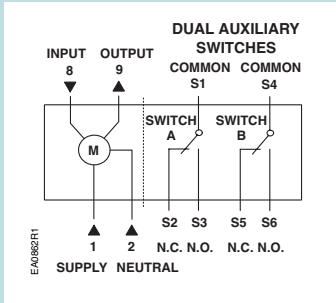 DUAL AUXILIARY
SWITCHES
INPUT OUTPUT
8 9
COMMON COMMON
S1 S4
SWITCH
A
SWITCH
B
M
S2 S3 S5 S6
1 2
N.C. N.O. N.C. N.O.
SUPPLY NEUTRAL
EA0862R1